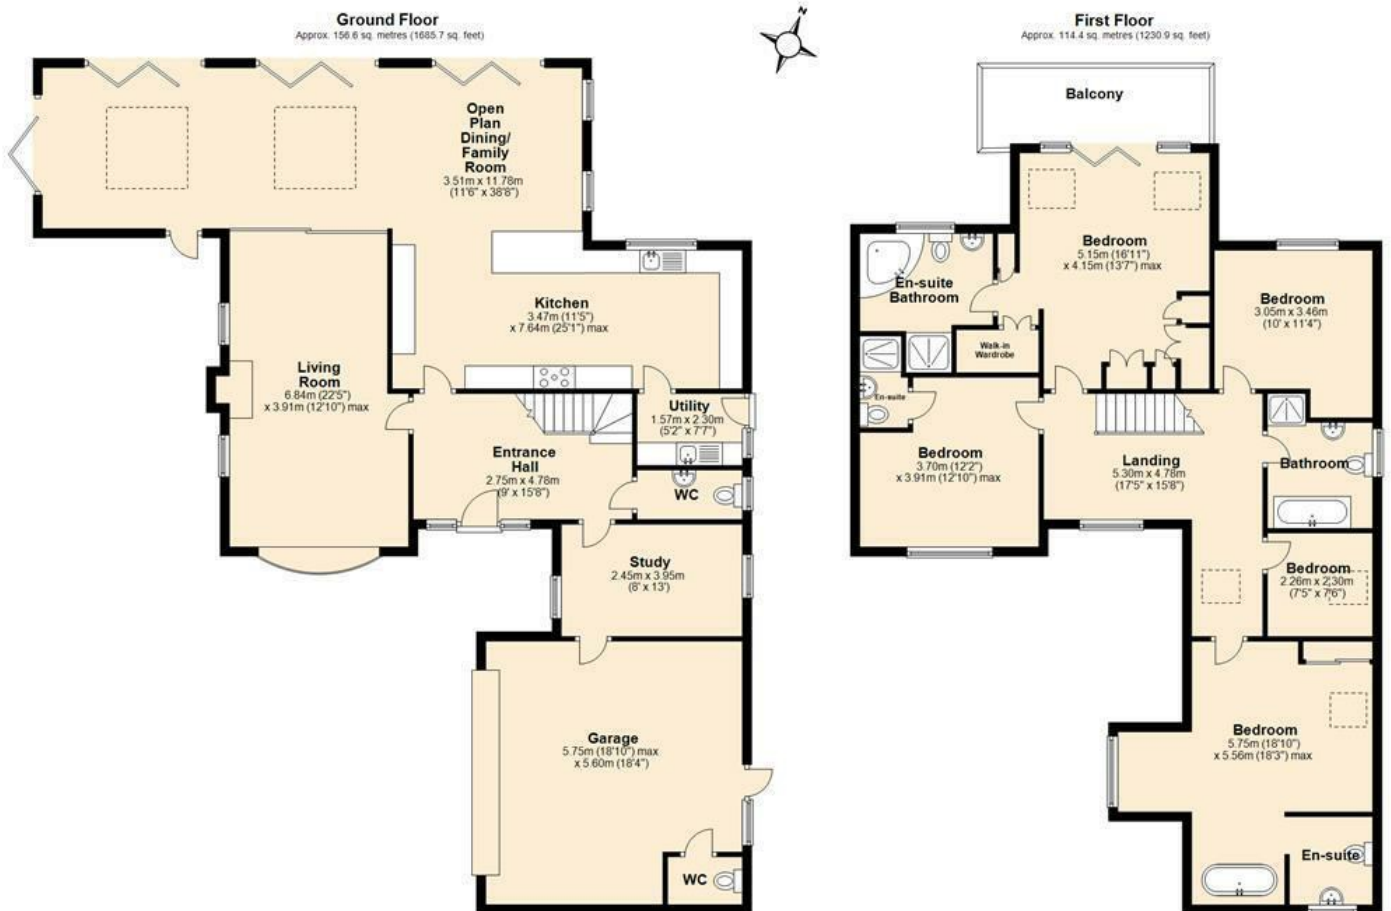 Ground Floor
Approx. 156.6 sq. metres (1685.7 sq. feet)
N
Open
Plan
Dining/
Family
Room
3.51m x 11.78m
(11'6" x 38'8")
Kitchen
3.47m (11'5")
x 7.64m (25'1") max
Living
Room
6.84m (22'5")
x 3.91m (12'10") max
Utility
1.57m x 2.30m
(5'2" x 7'7")
Entrance
Hall
2.75m x 4.78m
(9' x 15'8")
WC
Study
2.45m x 3.95m
(8' x 13')
Garage
5.75m (18'10") max
x 5.60m (18'4")
WC
First Floor
Approx. 114.4 sq. metres (1230.9 sq. feet)
Balcony
Bedroom
5.15m (16'11")
x 4.15m (13'7") max
En-suite
Bathroom
Walk-in
Wardrobe
Bedroom
3.05m x 3.46m
(10' x 11'4")
En-suite
Bedroom
3.70m (12'2")
x 3.91m (12'10") max
Landing
5.30m x 4.78m
(17'5" x 15'8")
Bathroom
Bedroom
2.26m x 2.30m
(7'5" x 7'6")
Bedroom
5.75m (18'10")
x 5.56m (18'3") max
En-suite